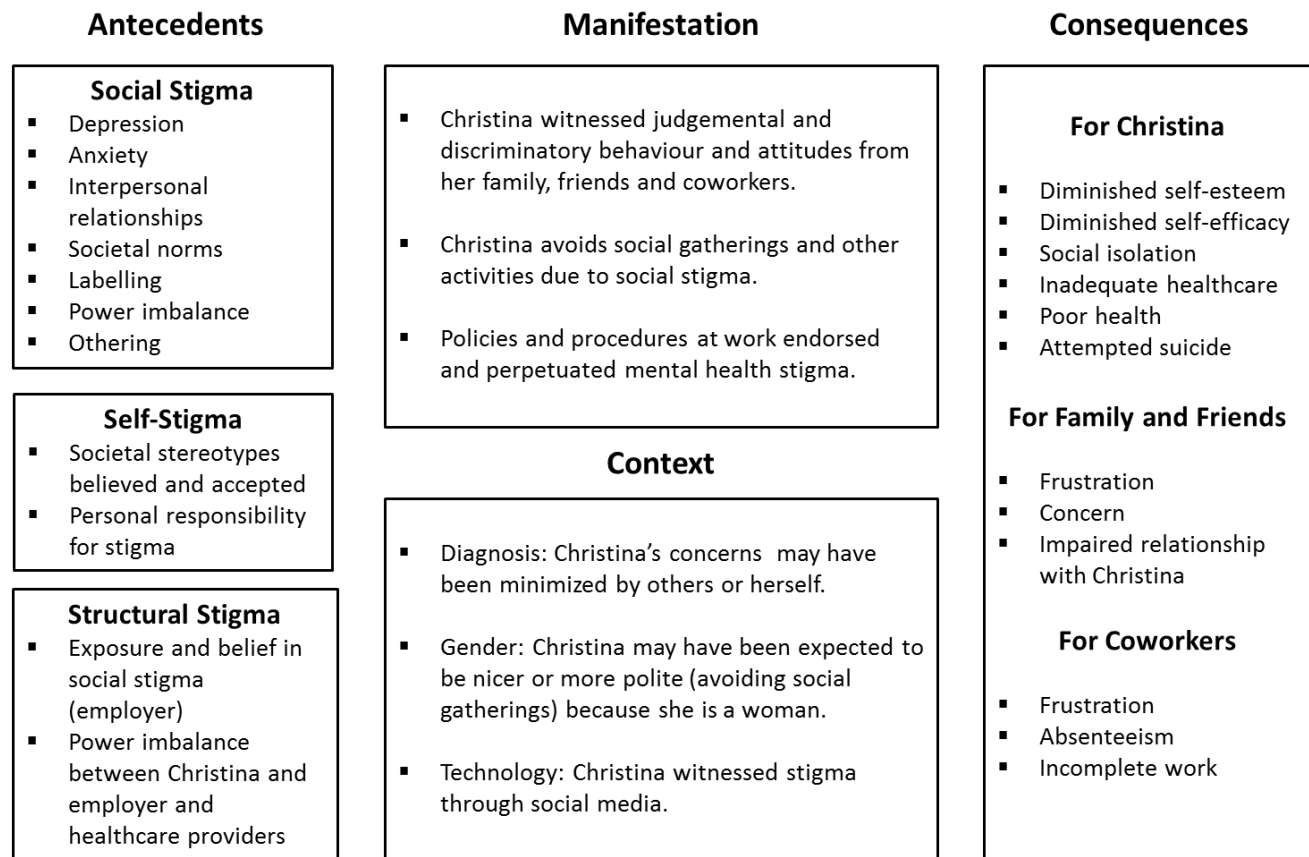 Antecedents
Social Stigma
▪ Depression
▪ Anxiety
▪ Interpersonal
relationships
▪ Societal norms
▪ Labelling
▪ Power imbalance
▪ Othering
Self-Stigma
▪ Societal stereotypes
believed and accepted
▪ Personal responsibility
for stigma
Structural Stigma
▪ Exposure and belief in
social stigma
(employer)
▪ Power imbalance
between Christina and
employer and
healthcare providers
Manifestation
▪ Christina witnessed judgemental and
discriminatory behaviour and attitudes from
her family, friends and coworkers.
▪ Christina avoids social gatherings and other
activities due to social stigma.
▪ Policies and procedures at work endorsed
and perpetuated mental health stigma.
Context
▪ Diagnosis: Christina’s concerns may have
been minimized by others or herself.
▪ Gender: Christina may have been expected to
be nicer or more polite (avoiding social
gatherings) because she is a woman.
▪ Technology: Christina witnessed stigma
through social media.
Consequences
For Christina
▪ Diminished self-esteem
▪ Diminished self-efficacy
▪ Social isolation
▪ Inadequate healthcare
▪ Poor health
▪ Attempted suicide
For Family and Friends
▪ Frustration
▪ Concern
▪ Impaired relationship
with Christina
For Coworkers
▪ Frustration
▪ Absenteeism
▪ Incomplete work